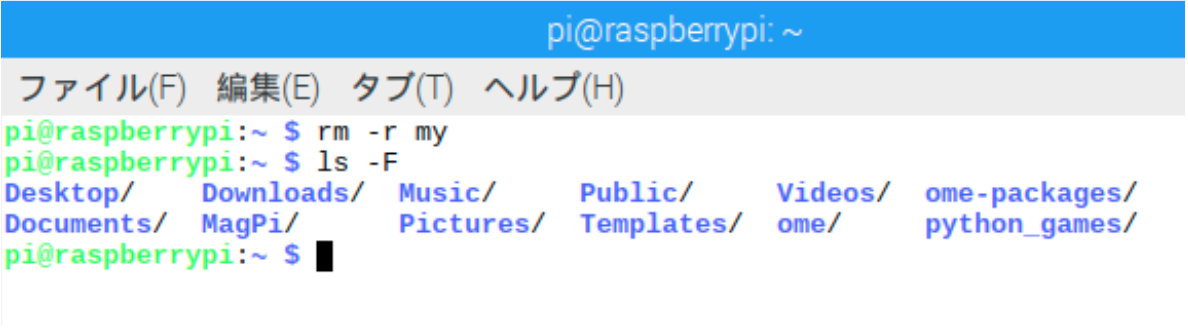 pi@raspberrypi: ~
ファイル(F) 編集(E) タブ(T) ヘルプ(H)
pi@raspberrypi:~ $ rm -r my
pi@raspberrypi:~ $ ls -F
Desktop/ Downloads/ Music/ Public/ Videos/ ome-packages/
Documents/ MagPi/ Pictures/ Templates/ ome/ python_games/
pi@raspberrypi:~ $